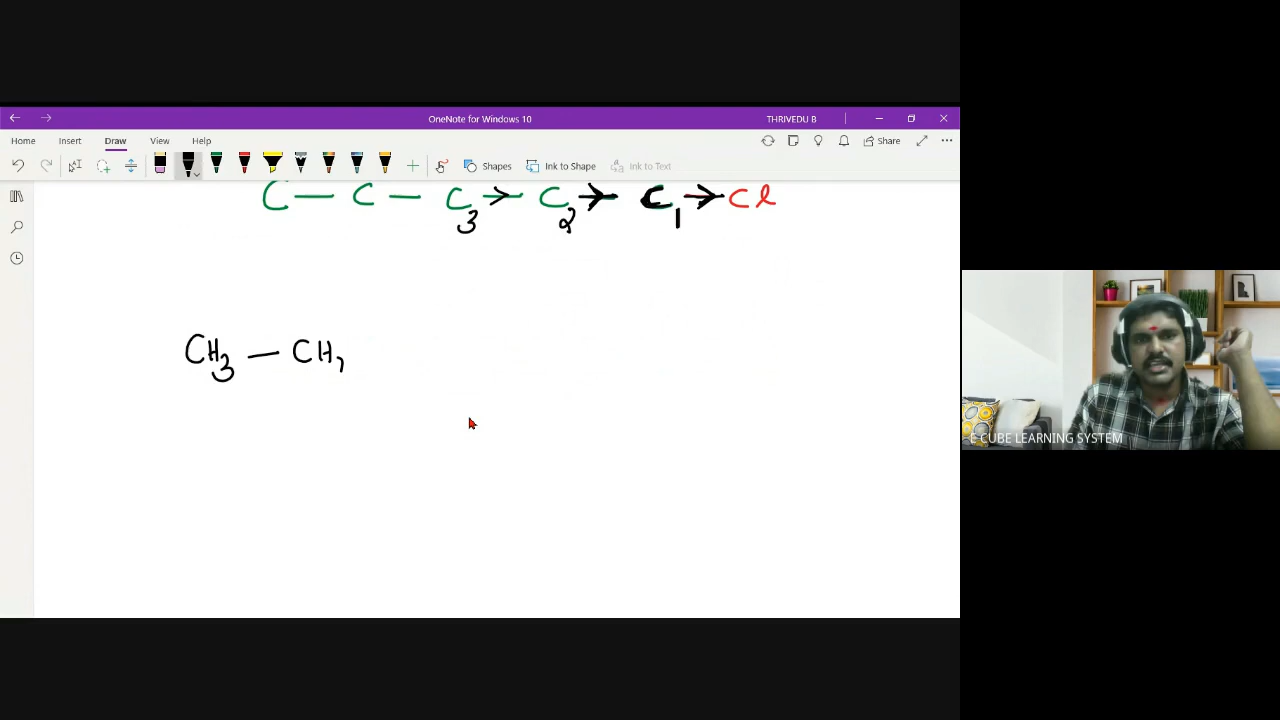 OneNote for Windows 10
THRIVEDU B
Home Insert Draw View Help
Share
Shapes Ink to Shape Ink to Text
C — C — C3 > C2 > C1 > Cl
CH3 — CH,
E CUBE LEARNING SYSTEM